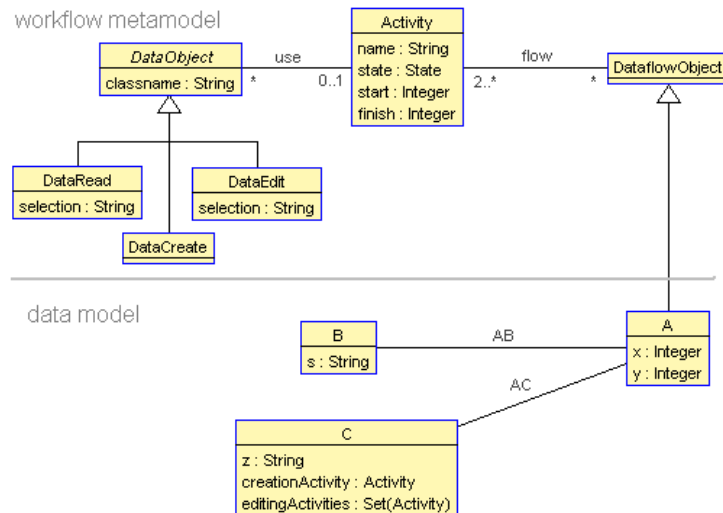 workflow metamodel
Activity
name : String
state : State
start : Integer
finish : Integer
DataObject
classname : String
use
*
0..1
flow
2..*
*
DataflowObject
DataRead
selection : String
DataEdit
selection : String
DataCreate
data model
B
s : String
AB
A
x : Integer
y : Integer
AC
C
z : String
creationActivity : Activity
editingActivities : Set(Activity)